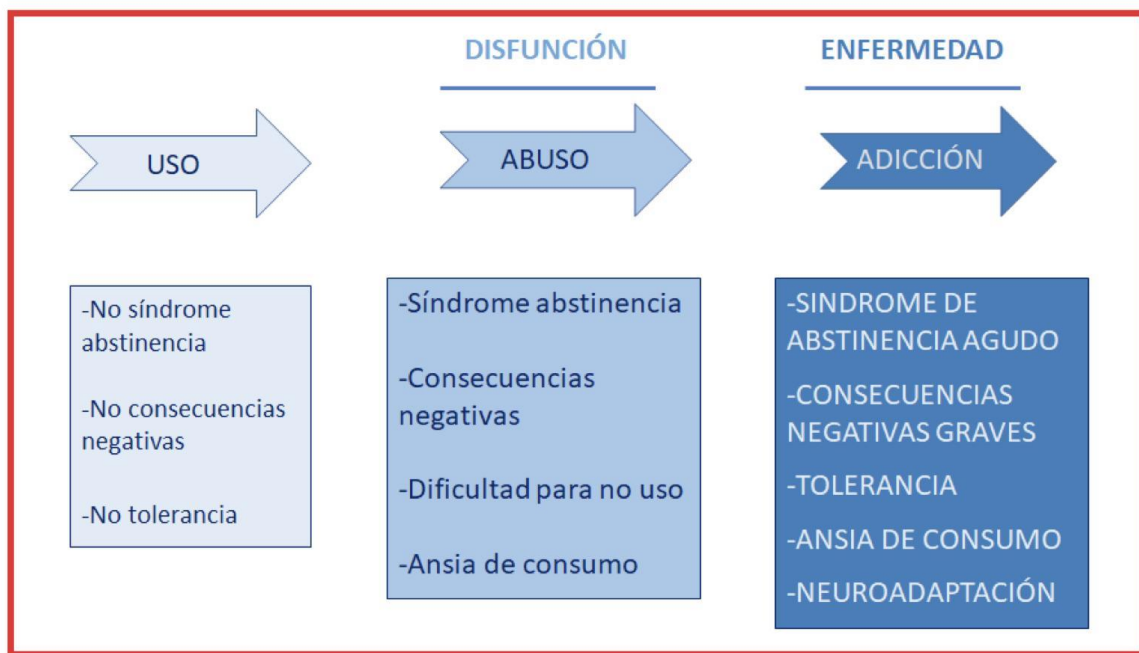 DISFUNCIÓN
ENFERMEDAD
USO
ABUSO
ADICCIÓN
-No síndrome
abstinencia
-No consecuencias
negativas
-No tolerancia
-Síndrome abstinencia
-Consecuencias
negativas
-Dificultad para no uso
-Ansia de consumo
-SINDROME DE
ABSTINENCIA AGUDO
-CONSECUENCIAS
NEGATIVAS GRAVES
-TOLERANCIA
-ANSIA DE CONSUMO
-NEUROADAPTACIÓN